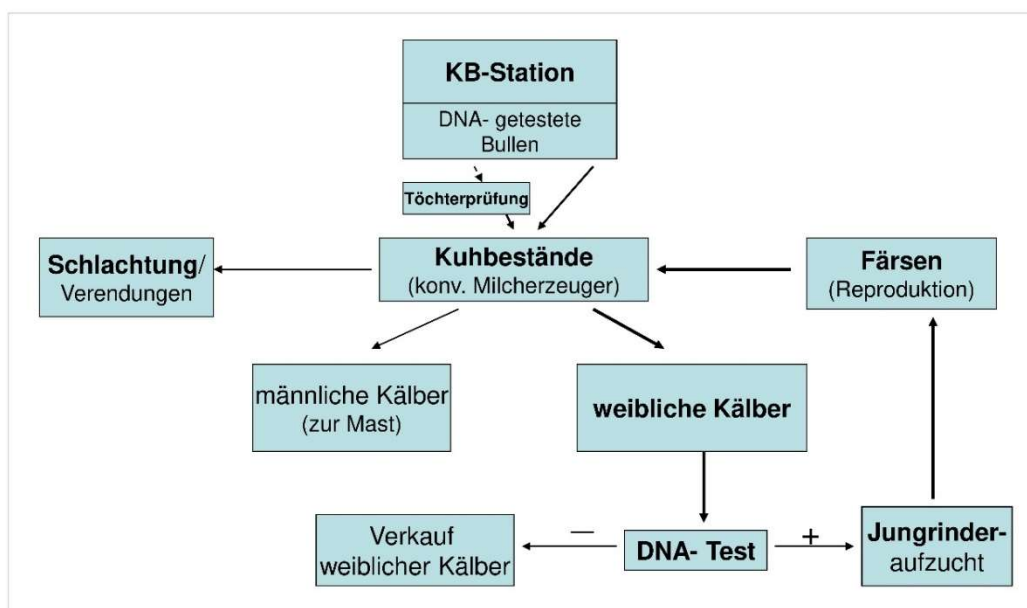 KB-Station
DNA- getestete
Bullen
Töchterprüfung
Schlachtung/
Verendungen
Kuhbestände
(konv. Milcherzeuger)
Färsen
(Reproduktion)
männliche Kälber
(zur Mast)
weibliche Kälber
Verkauf
weiblicher Kälber
—
DNA- Test
+
Jungrinder-
aufzucht